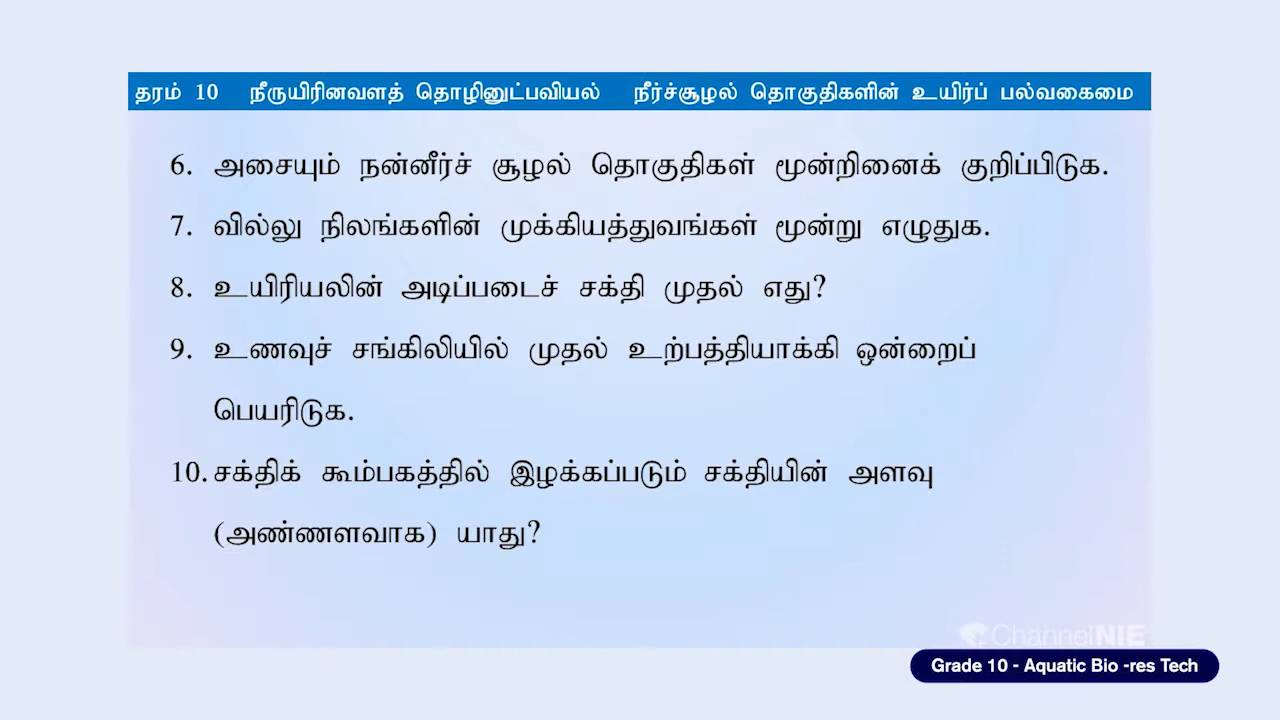 தரம் 10 நீருயிரினவளத் தொழினுட்பவியல் நீர்ச்சூழல் தொகுதிகளின் உயிர்ப் பல்வகைமை
6. அசையும் நன்னீர்ச் சூழல் தொகுதிகள் மூன்றினைக் குறிப்பிடுக.
7. வில்லு நிலங்களின் முக்கியத்துவங்கள் மூன்று எழுதுக.
8. உயிரியலின் அடிப்படைச் சக்தி முதல் எது?
9. உணவுச் சங்கிலியில் முதல் உற்பத்தியாக்கி ஒன்றைப்
பெயரிடுக.
10. சக்திக் கூம்பகத்தில் இழக்கப்படும் சக்தியின் அளவு
(அண்ணளவாக) யாது?
ChannelNIE
Grade 10 - Aquatic Bio -res Tech